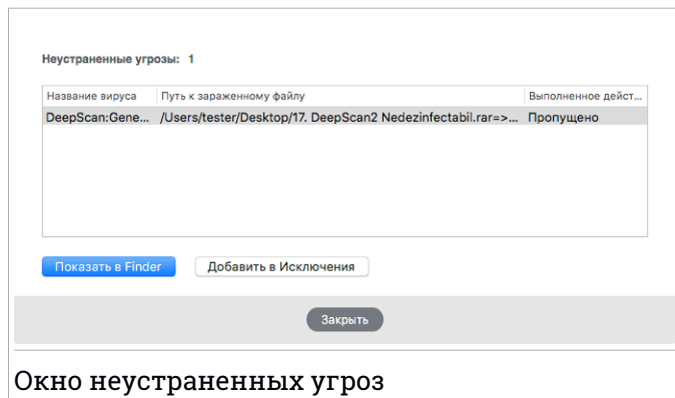 Неустраненные угрозы: 1
Название вируса Путь к зараженному файлу Выполненное дейст...
DeepScan:Gene... /Users/tester/Desktop/17. DeepScan2 Nedezinfectabil.rar=>... Пропущено
Показать в Finder Добавить в Исключения
Закрыть
Окно неустраненных угроз